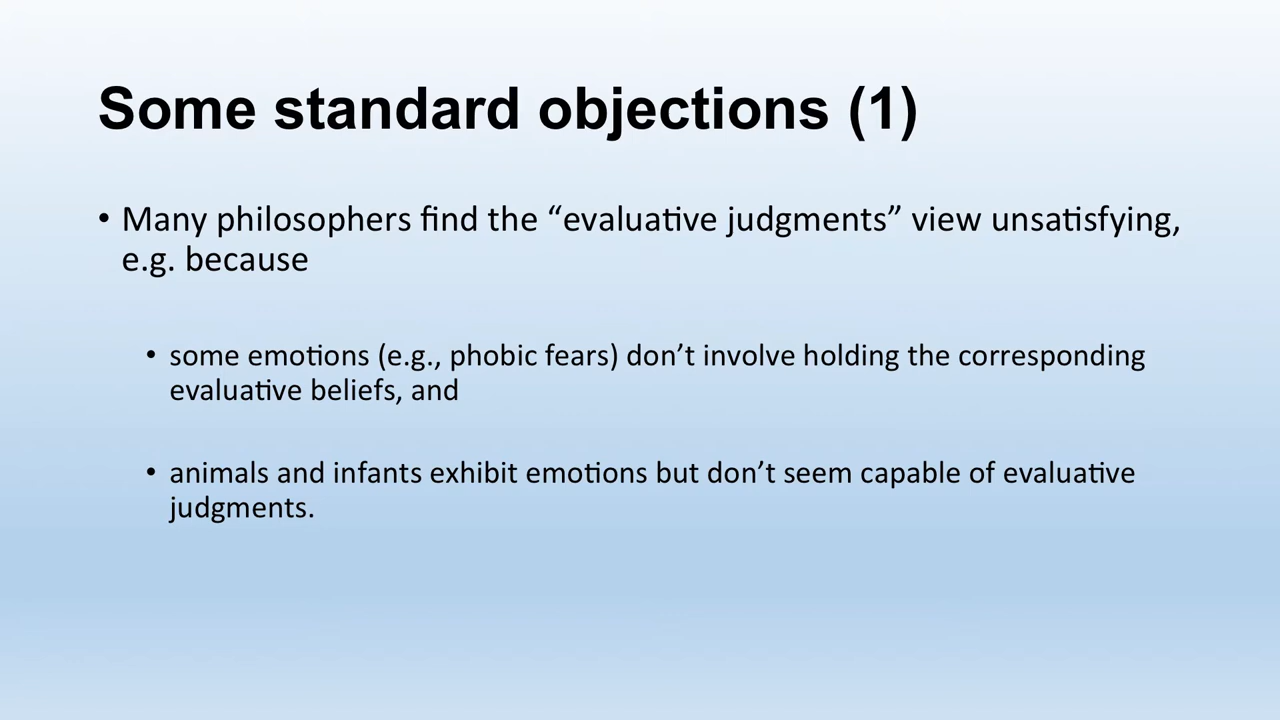 Some standard objections (1)
• Many philosophers find the “evaluative judgments” view unsatisfying,
e.g. because
• some emotions (e.g., phobic fears) don’t involve holding the corresponding
evaluative beliefs, and
• animals and infants exhibit emotions but don’t seem capable of evaluative
judgments.